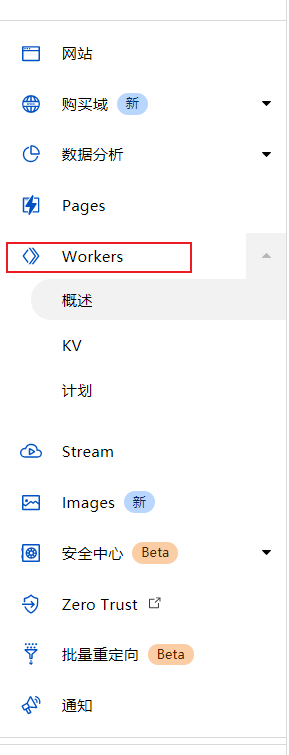 网站
购买域 新
数据分析
Pages
Workers
概述
KV
计划
Stream
Images 新
安全中心 Beta
Zero Trust
批量重定向 Beta
通知